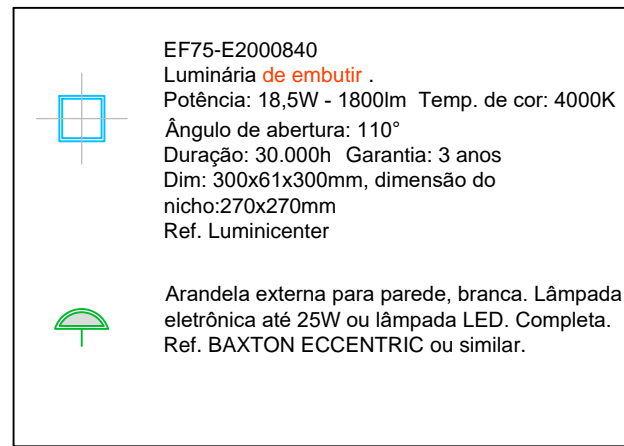 EF75-E2000840
Luminária de embutir .
Potência: 18,5W - 1800lm Temp. de cor: 4000K
Ângulo de abertura: 110°
Duração: 30.000h Garantia: 3 anos
Dim: 300x61x300mm, dimensão do
nicho:270x270mm
Ref. Luminicenter
Arandela externa para parede, branca. Lâmpada
eletrônica até 25W ou lâmpada LED. Completa.
Ref. BAXTON ECCENTRIC ou similar.